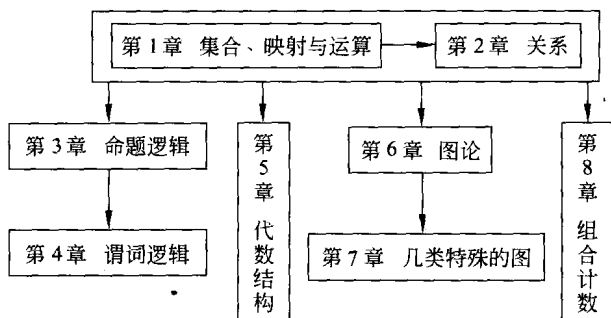 第1章 集合、映射与运算
第2章 关系
第3章 命题逻辑
第5章 代数结构
第6章 图论
第8章 组合计数
第4章 谓词逻辑
第7章 几类特殊的图